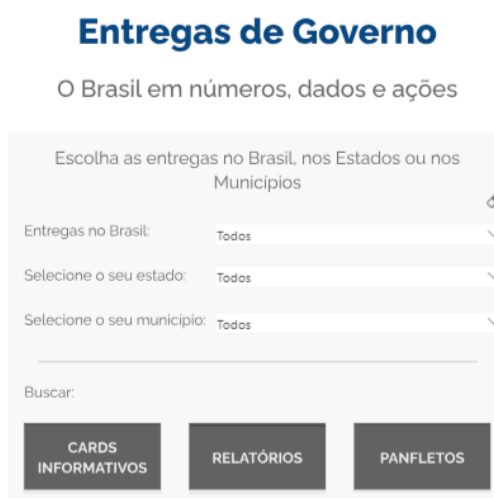 Entregas de Governo
O Brasil em números, dados e ações
Escolha as entregas no Brasil, nos Estados ou nos
Municípios
Entregas no Brasil: Todos
Selecione o seu estado: Todos
Selecione o seu município: Todos
Buscar:
CARDS
INFORMATIVOS
RELATÓRIOS
PANFLETOS